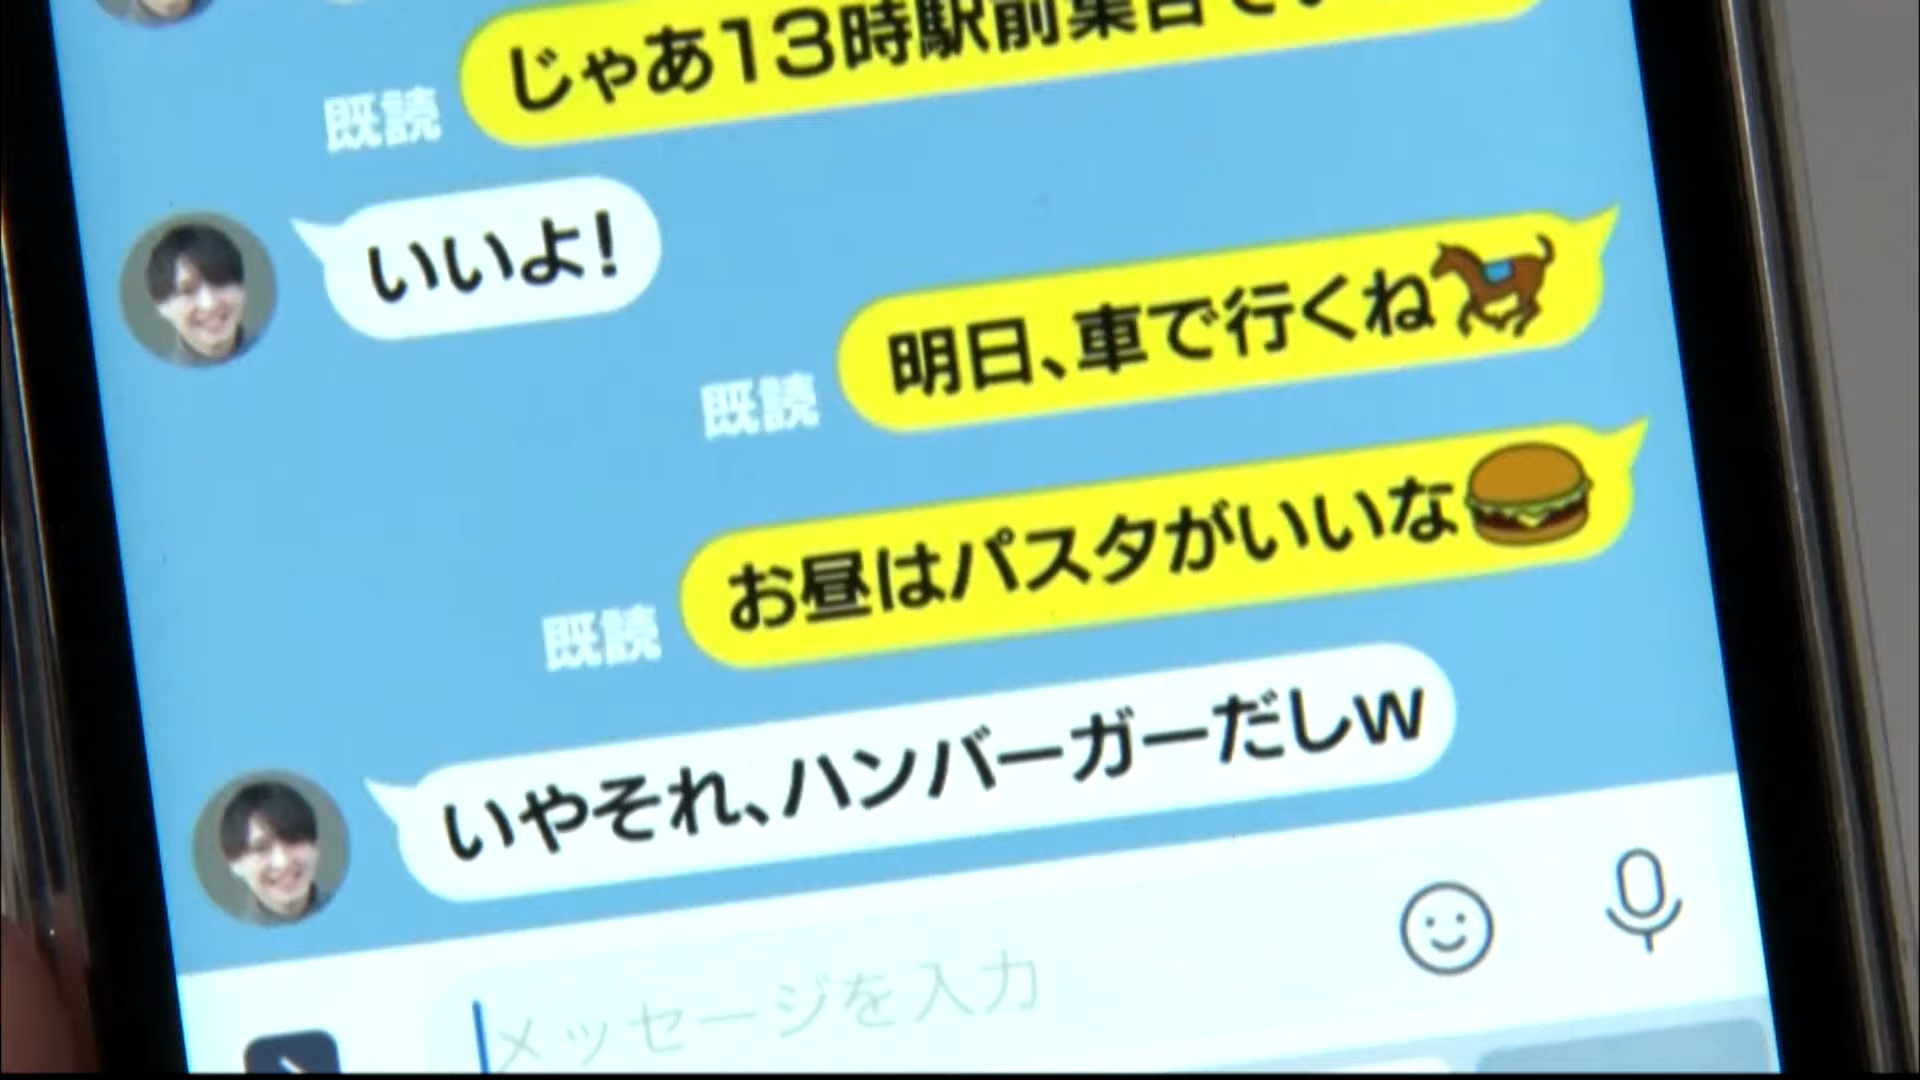 じゃあ13時駅前集合で
既読
いいよ!
明日、車で行くね
既読
お昼はパスタがいいな
既読
いやそれ、ハンバーガーだしw
メッセージを入力